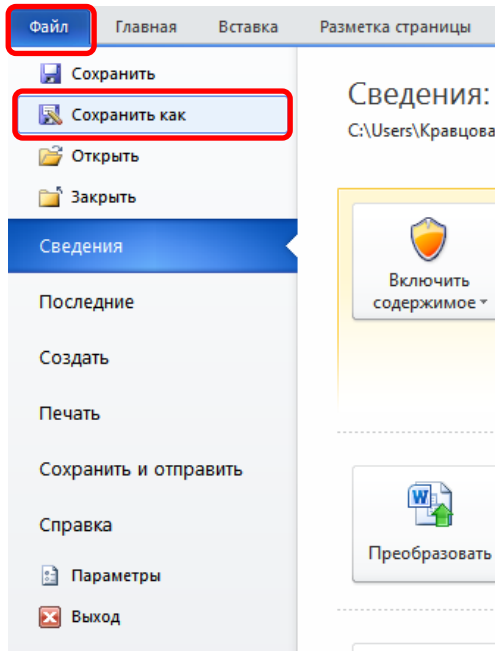 Файл Главная Вставка Разметка страницы
Сохранить
Сохранить как
Открыть
Закрыть
Сведения
Последние
Создать
Печать
Сохранить и отправить
Справка
Параметры
Выход
Сведения:
C:\Users\Кравцова
Включить
содержимое
Преобразовать